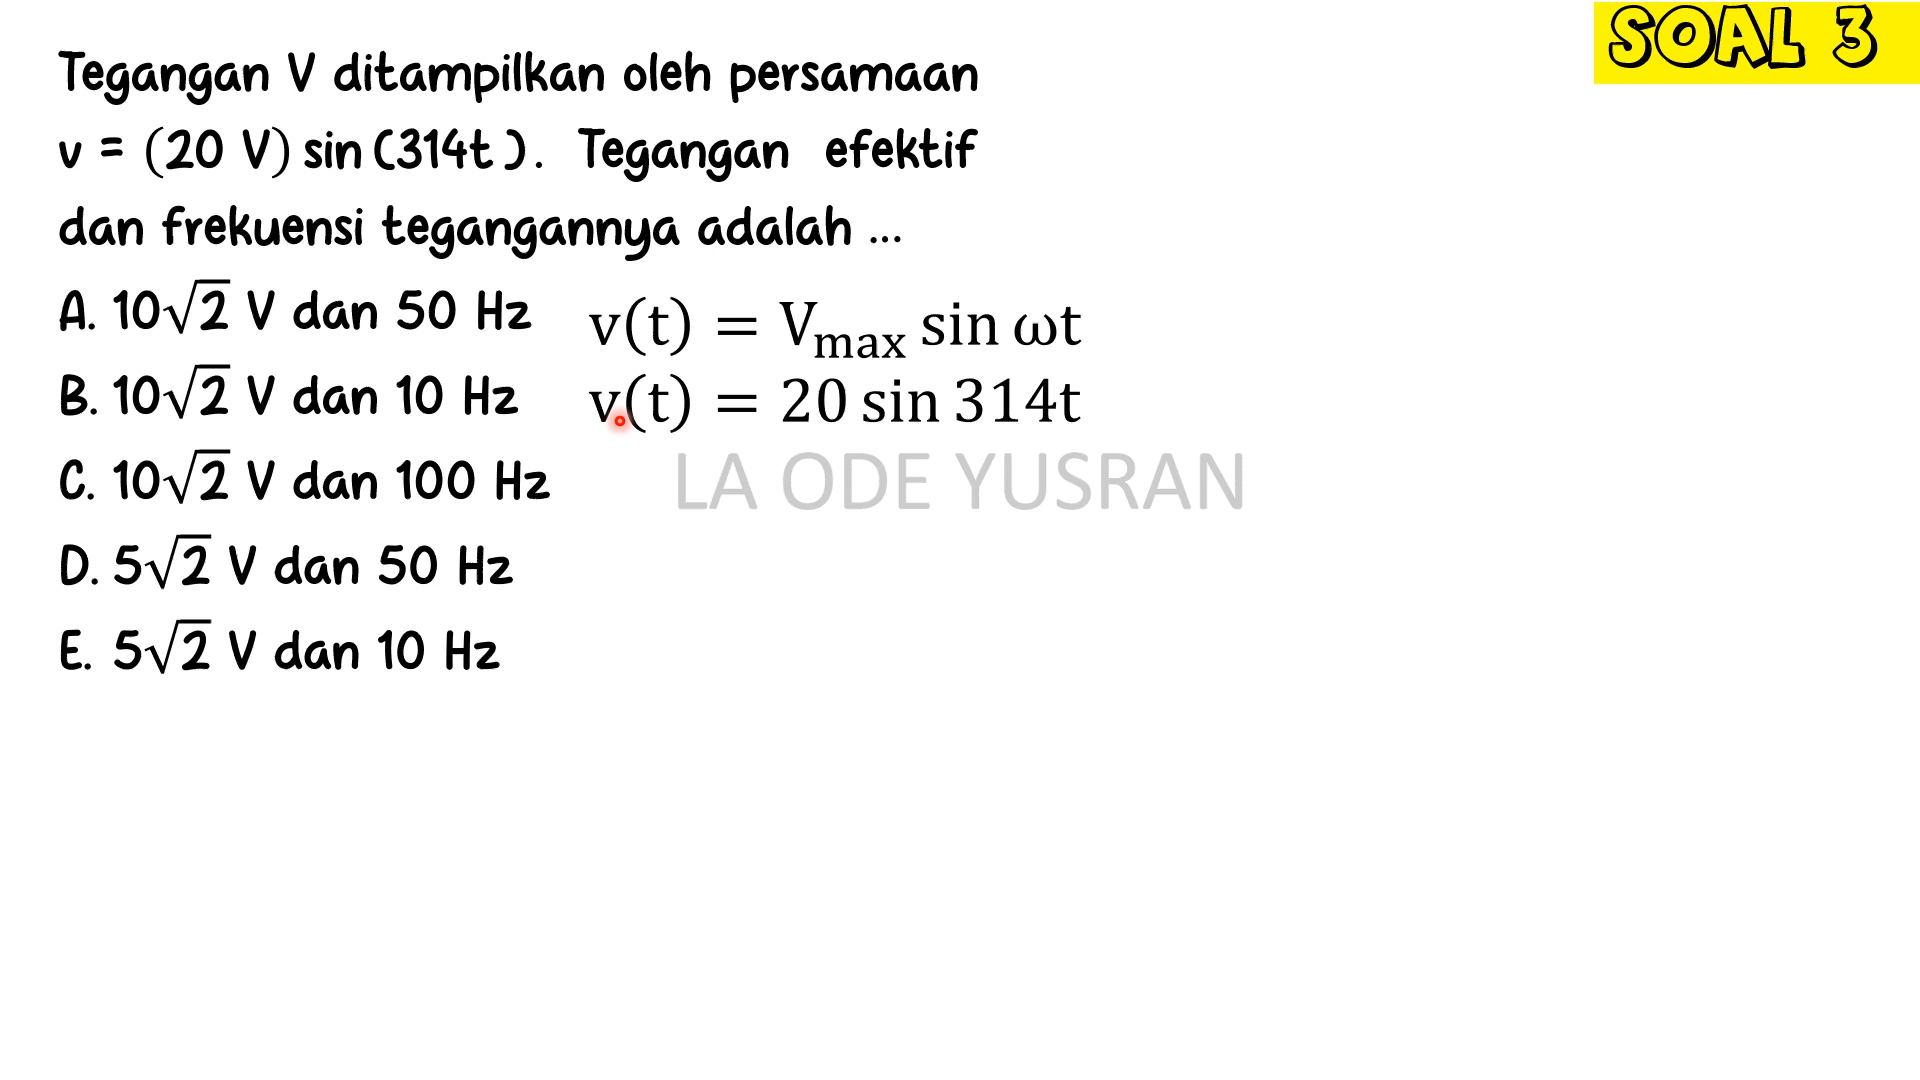 SOAL 3
Tegangan V ditampilkan oleh persamaan
v = (20 V) sin (314t ). Tegangan efektif
dan frekuensi tegangannya adalah ...
A. 10√2 V dan 50 Hz
B. 10√2 V dan 10 Hz
C. 10√2 V dan 100 Hz
D. 5√2 V dan 50 Hz
E. 5√2 V dan 10 Hz
v(t) = Vmax sin ωt
v(t) = 20 sin 314t
LA ODE YUSRAN